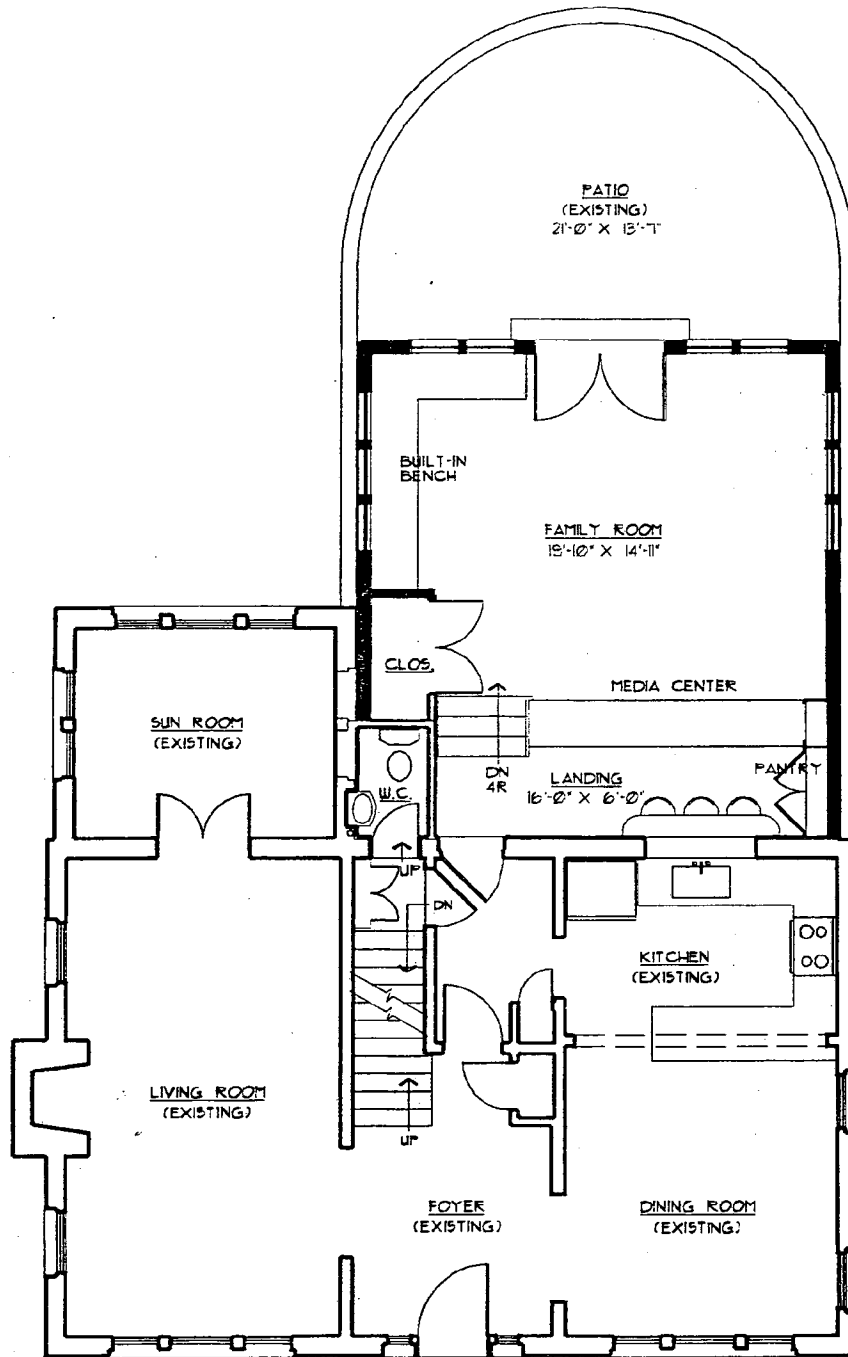 PATIO
(EXISTING)
21'-0" X 13'-7"
BUILT-IN
BENCH
FAMILY ROOM
18'-10" X 14'-11"
CLOS.
MEDIA CENTER
SUN ROOM
(EXISTING)
DN
4R
LANDING
16'-0" X 6'-0"
PANTRY
W.C.
UP
DN
KITCHEN
(EXISTING)
LIVING ROOM
(EXISTING)
UP
FOYER
(EXISTING)
DINING ROOM
(EXISTING)